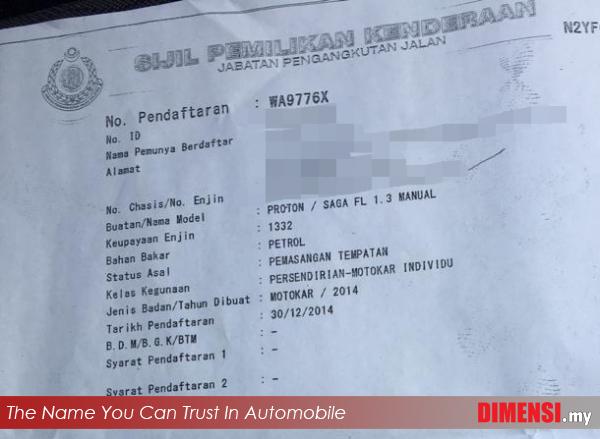 SIJIL PEMILIKAN KENDERAAN
JABATAN PENGANGKUTAN JALAN
N2YF
No. Pendaftaran : WA9776X
No. ID
Nama Pemunya Berdaftar
Alamat
No. Chasis/No. Enjin
Buatan/Nama Model : PROTON / SAGA FL 1.3 MANUAL
Keupayaan Enjin : 1332
Bahan Bakar : PETROL
Status Asal : PEMASANGAN TEMPATAN
Kelas Kegunaan : PERSENDIRIAN-MOTOKAR INDIVIDU
Jenis Badan/Tahun Dibuat : MOTOKAR / 2014
Tarikh Pendaftaran : 30/12/2014
B.D.M/B.G.K/BTM : -
Syarat Pendaftaran 1 : -
Syarat Pendaftaran 2 : -
The Name You Can Trust In Automobile
DIMENSI.my